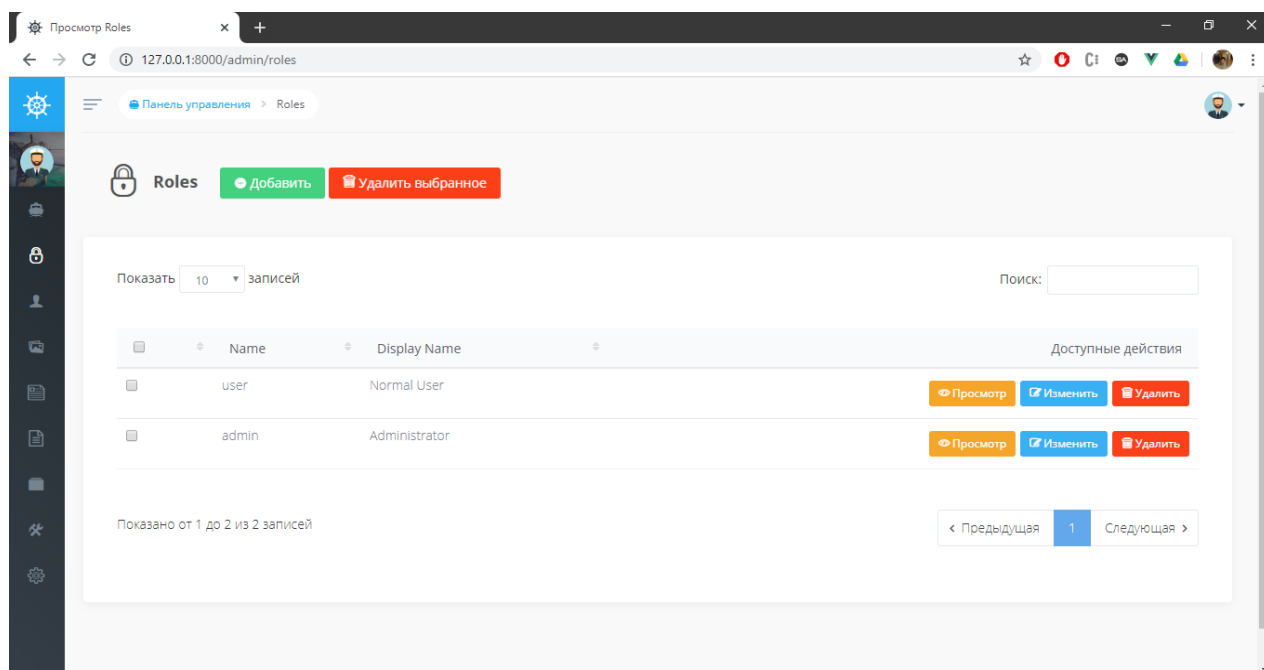 Просмотр Roles
127.0.0.1:8000/admin/roles
Панель управления > Roles
Roles Добавить Удалить выбранное
Показать 10 записей Поиск:
Name Display Name Доступные действия
user Normal User Просмотр Изменить Удалить
admin Administrator Просмотр Изменить Удалить
Показано от 1 до 2 из 2 записей < Предыдущая 1 Следующая >